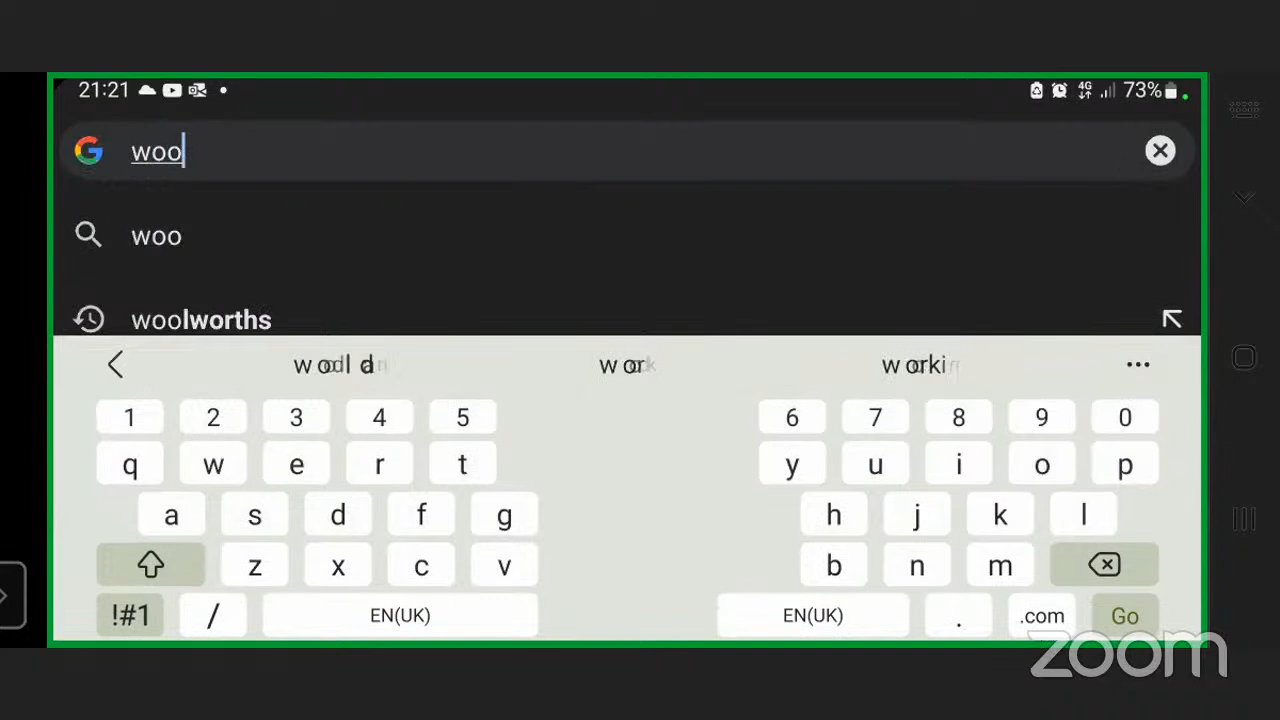 21:21 4G 73%
woo
woo
woolworths
1 2 3 4 5 6 7 8 9 0
q w e r t y u i o p
a s d f g h j k l
z x c v b n m
!#1 / EN(UK) EN(UK) . .com Go
zoom